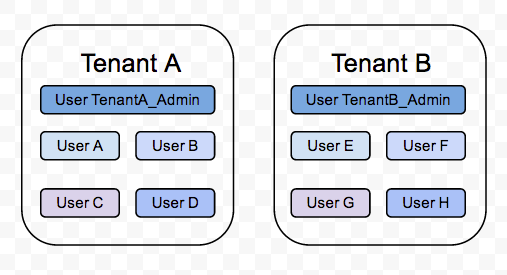 Tenant A
User TenantA_Admin
User A
User B
User C
User D
Tenant B
User TenantB_Admin
User E
User F
User G
User H